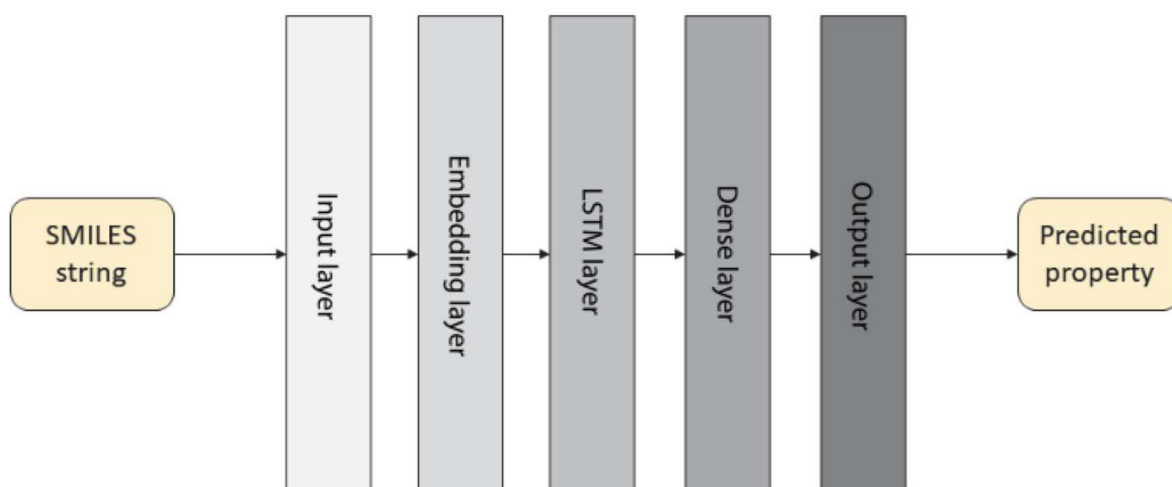 SMILES
string
Input layer
Embedding layer
LSTM layer
Dense layer
Output layer
Predicted
property